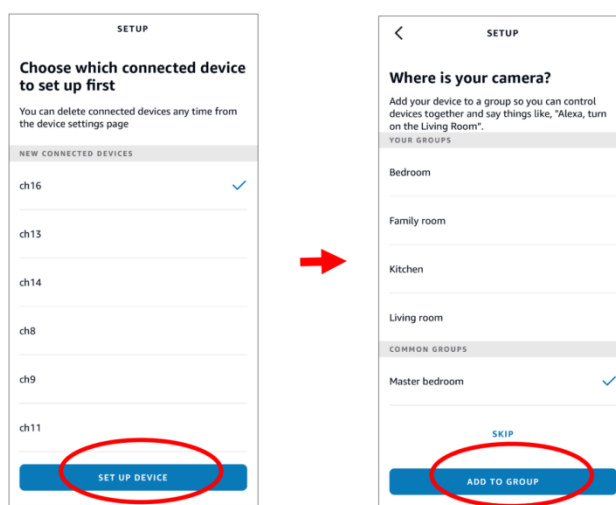 SETUP
Choose which connected device
to set up first
You can delete connected devices any time from
the device settings page
NEW CONNECTED DEVICES
ch16
ch13
ch14
ch8
ch9
ch11
SET UP DEVICE
SETUP
Where is your camera?
Add your device to a group so you can control
devices together and say things like, "Alexa, turn
on the Living Room".
YOUR GROUPS
Bedroom
Family room
Kitchen
Living room
COMMON GROUPS
Master bedroom
SKIP
ADD TO GROUP